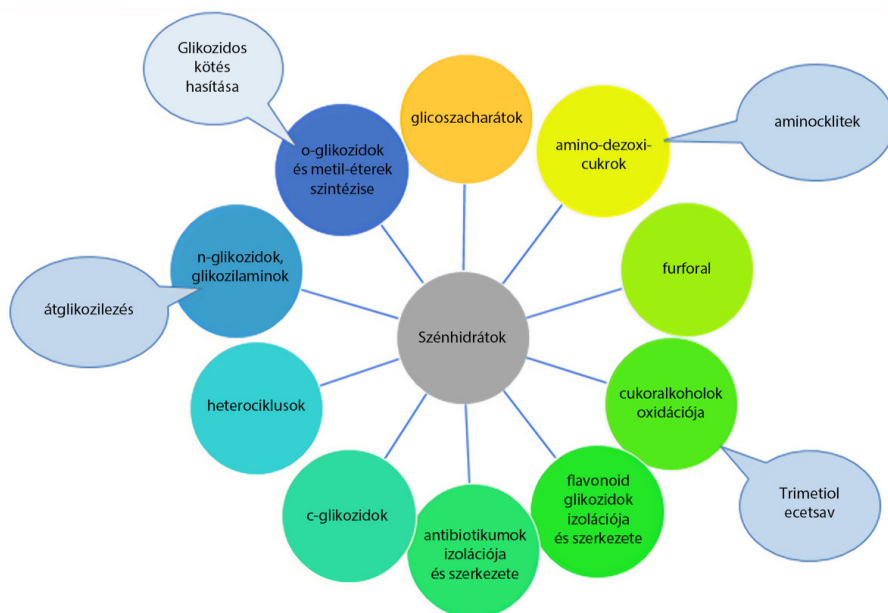 Glikozidos
kötés
hasítása
glicoszacharátok
amino-dezoxi-
cukrok
aminocklitek
o-glikozidok
és metil-éterek
szintézise
n-glikozidok,
glikozilaminok
furforal
átglikozilezés
Szénhidrátok
heterociklusok
cukoralkoholok
oxidációja
c-glikozidok
antibiotikumok
izolációja
és szerkezete
flavonoid
glikozidok
izolációja
és szerkezete
Trimetiol
ecetsav